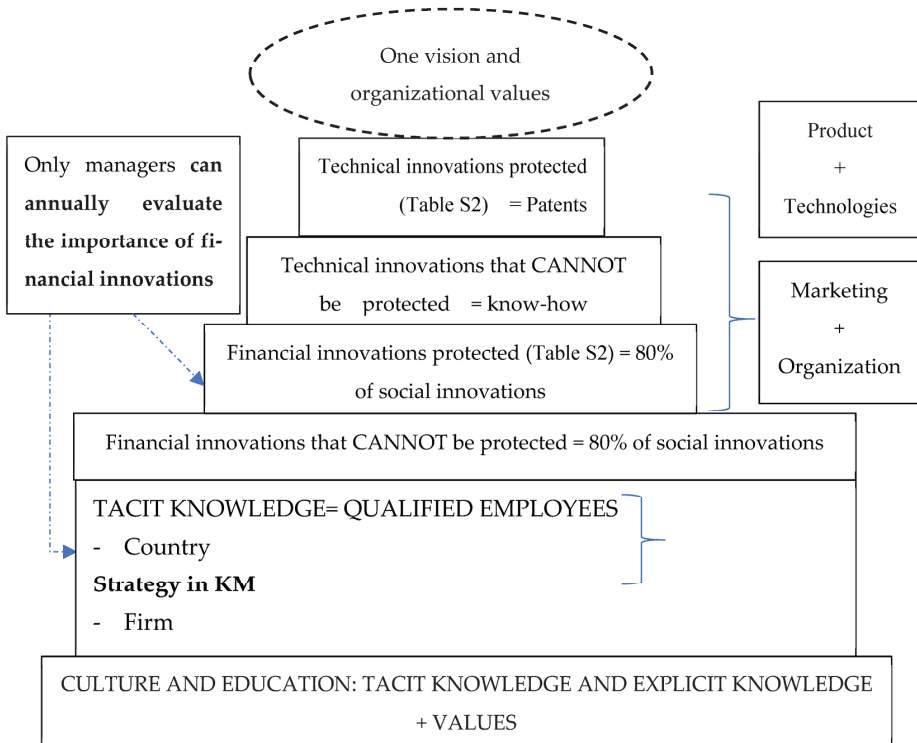 One vision and
organizational values
Only managers can
annually evaluate
the importance of fi-
nancial innovations
Technical innovations protected
(Table S2) = Patents
Technical innovations that CANNOT
be protected = know-how
Financial innovations protected (Table S2) = 80%
of social innovations
Financial innovations that CANNOT be protected = 80% of social innovations
Product
+
Technologies
Marketing
+
Organization
TACIT KNOWLEDGE= QUALIFIED EMPLOYEES
- Country
Strategy in KM
- Firm
CULTURE AND EDUCATION: TACIT KNOWLEDGE AND EXPLICIT KNOWLEDGE
+ VALUES